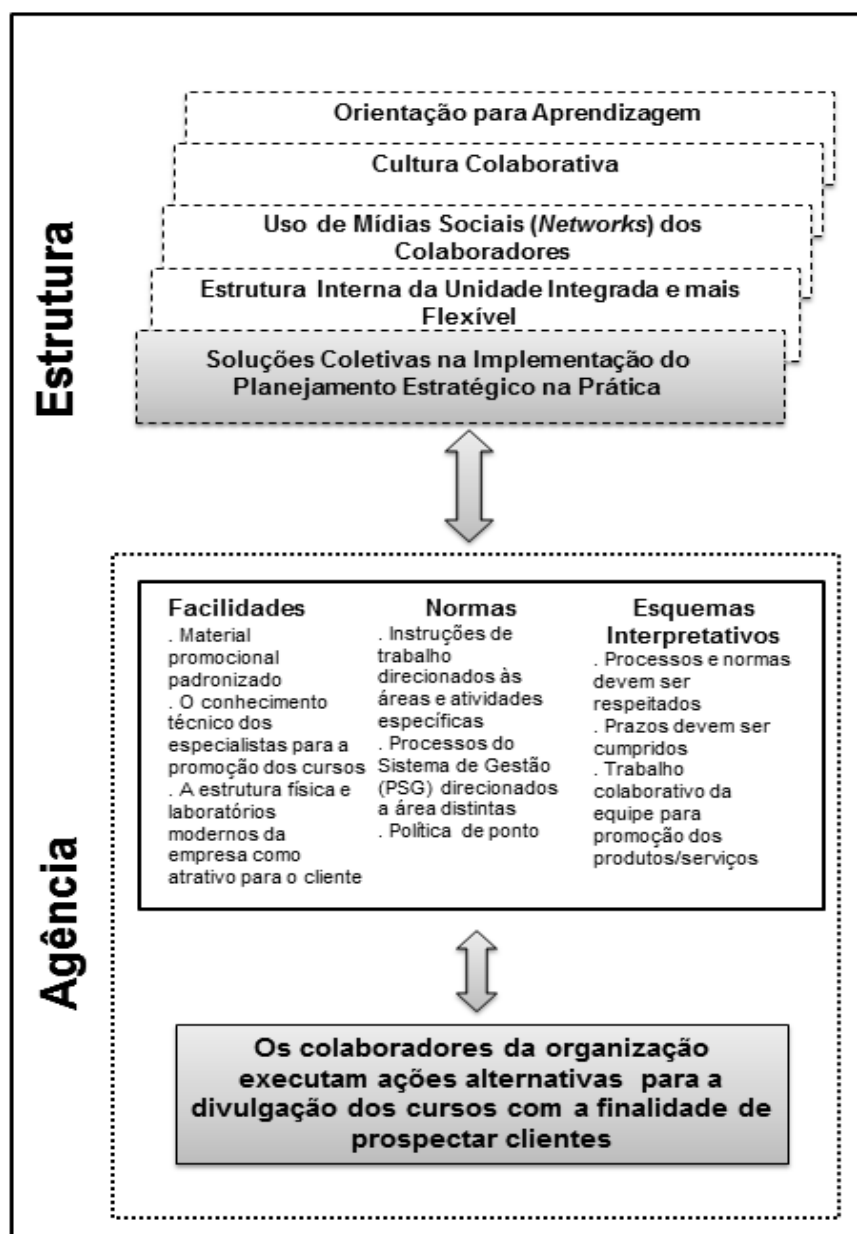 Estrutura
Orientação para Aprendizagem
Cultura Colaborativa
Uso de Mídias Sociais (Networks) dos
Colaboradores
Estrutura Interna da Unidade Integrada e mais
Flexível
Soluções Coletivas na Implementação do
Planejamento Estratégico na Prática
Agência
Facilidades
. Material
promocional
padronizado
. O conhecimento
técnico dos
especialistas para a
promoção dos cursos
. A estrutura física e
laboratórios
modernos da
empresa como
atrativo para o cliente
Normas
. Instruções de
trabalho
direcionados às
áreas e atividades
específicas
. Processos do
Sistema de Gestão
(PSG) direcionados
a área distintas
. Política de ponto
Esquemas
Interpretativos
. Processos e normas
devem ser
respeitados
. Prazos devem ser
cumpridos
. Trabalho
colaborativo da
equipe para
promoção dos
produtos/serviços
Os colaboradores da organização
executam ações alternativas para a
divulgação dos cursos com a finalidade de
prospectar clientes